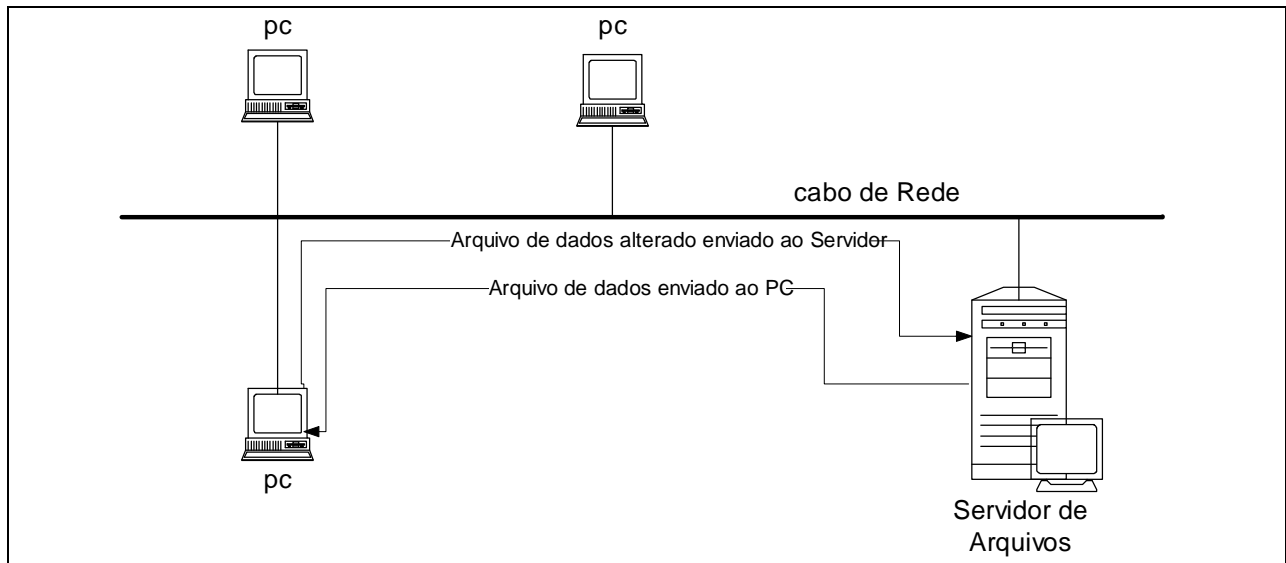 pc
pc
cabo de Rede
Arquivo de dados alterado enviado ao Servidor
Arquivo de dados enviado ao PC
pc
Servidor de
Arquivos